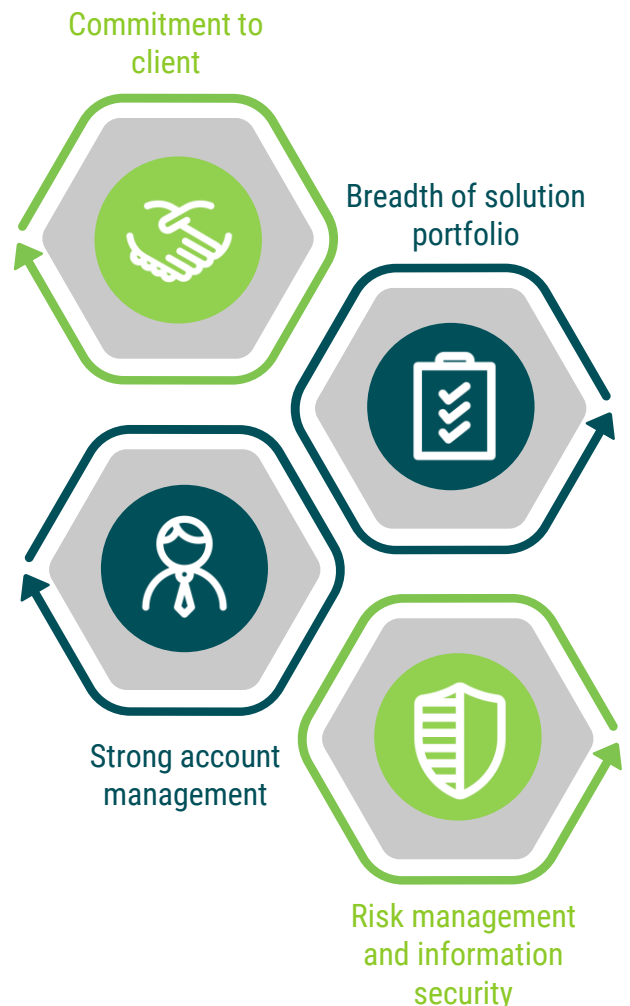 Commitment to
client
Breadth of solution
portfolio
Strong account
management
Risk management
and information
security